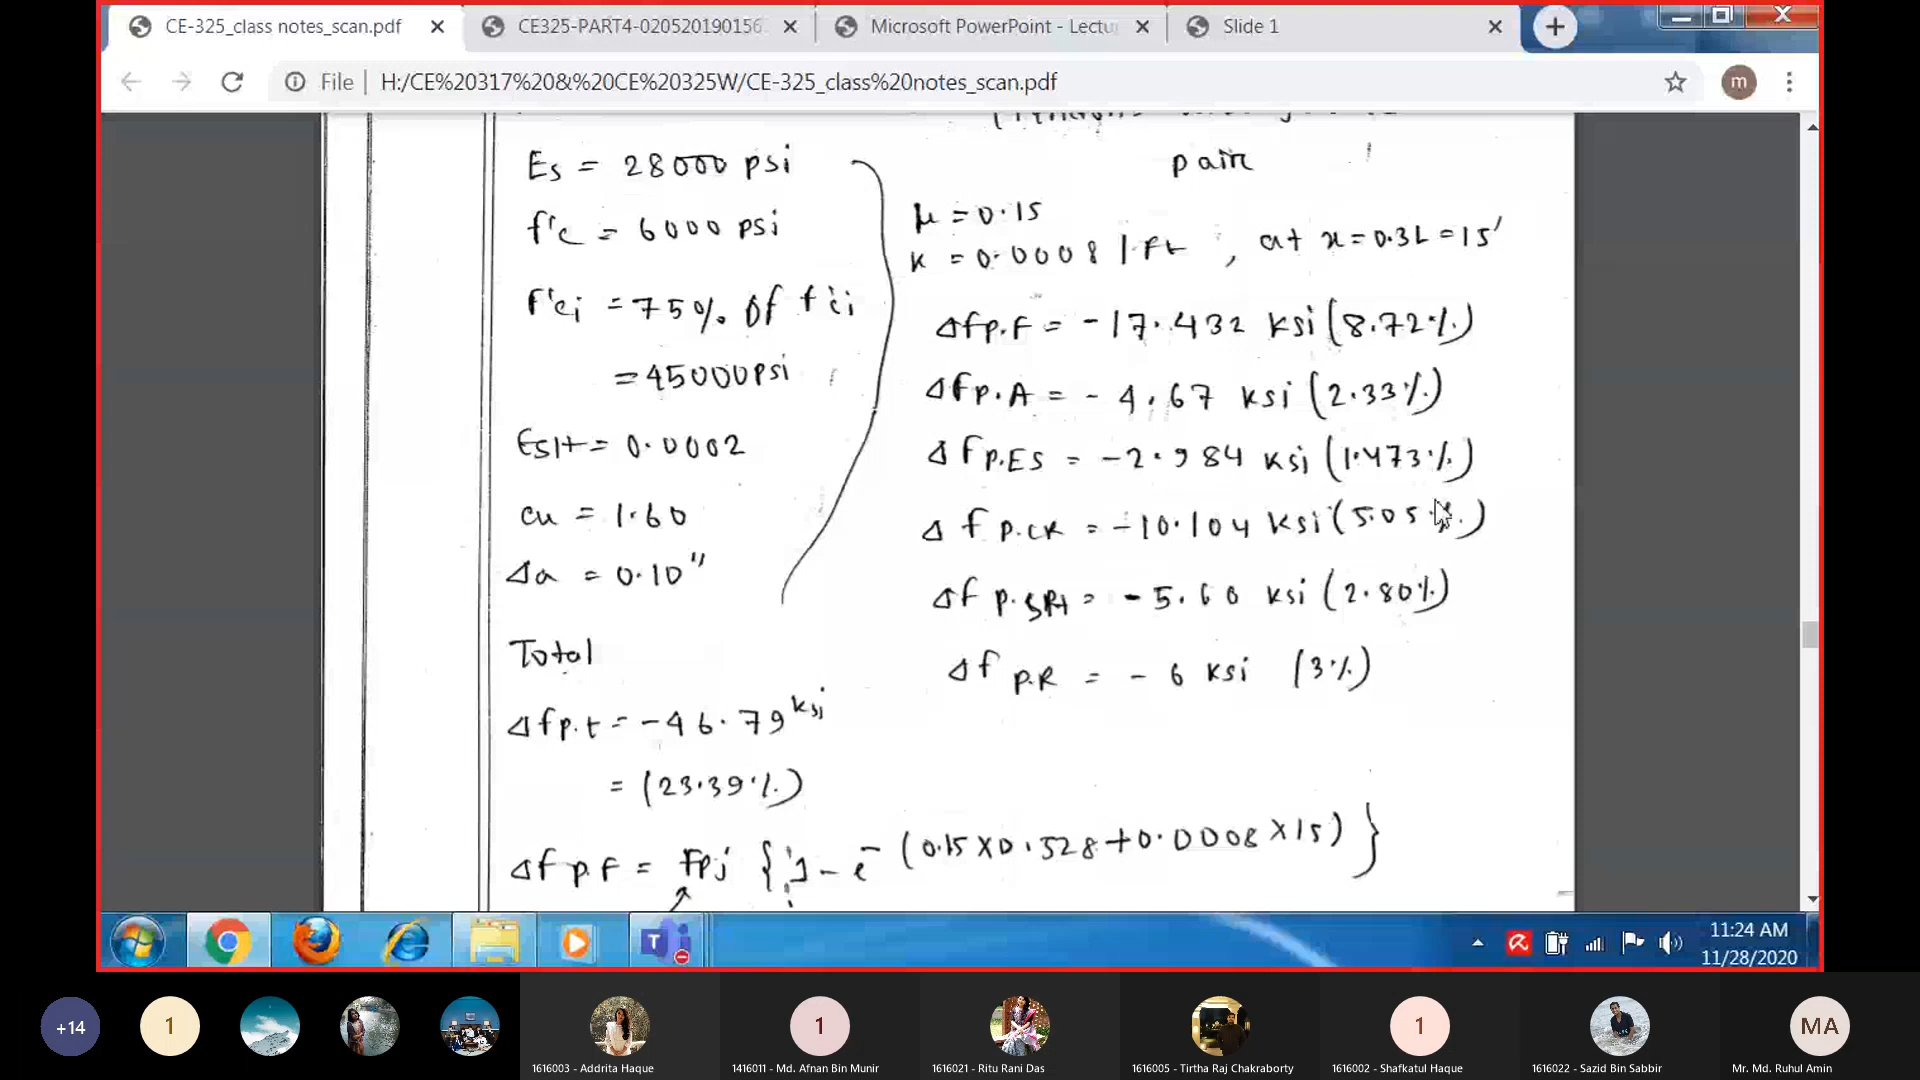 CE-325_class notes_scan.pdf
CE325-PART4-020520190156
Microsoft PowerPoint - Lectu
Slide 1
File | H:/CE%20317%20&%20CE%20325W/CE-325_class%20notes_scan.pdf
m
pair
Es = 28000 psi
f'c = 6000 psi
f'ci = 75% of f'ci
= 45000psi
Eslt = 0.0002
cu = 1.60
Δa = 0.10"
Total
Δfp.t = -46.79 ksi
= (23.39%)
μ = 0.15
K = 0.0008 / ft , at x = 0.3L = 15'
Δfp.F = -17.432 ksi (8.72%)
Δfp.A = - 4.67 ksi (2.33%)
Δfp.ES = -2.984 ksi (1.473%)
Δfp.CR = -10.104 ksi (5.05%)
Δfp.SRt = -5.60 ksi (2.80%)
Δfp.R = - 6 ksi (3%)
Δfp.F = Fpj {1 - e^-(0.15×0.528+0.0008×15)}
T
11:24 AM
11/28/2020
+14
1
1616003 - Addrita Haque
1
1416011 - Md. Afnan Bin Munir
1616021 - Ritu Rani Das
1616005 - Tirtha Raj Chakraborty
1
1616002 - Shafkatul Haque
1616022 - Sazid Bin Sabbir
MA
Mr. Md. Ruhul Amin